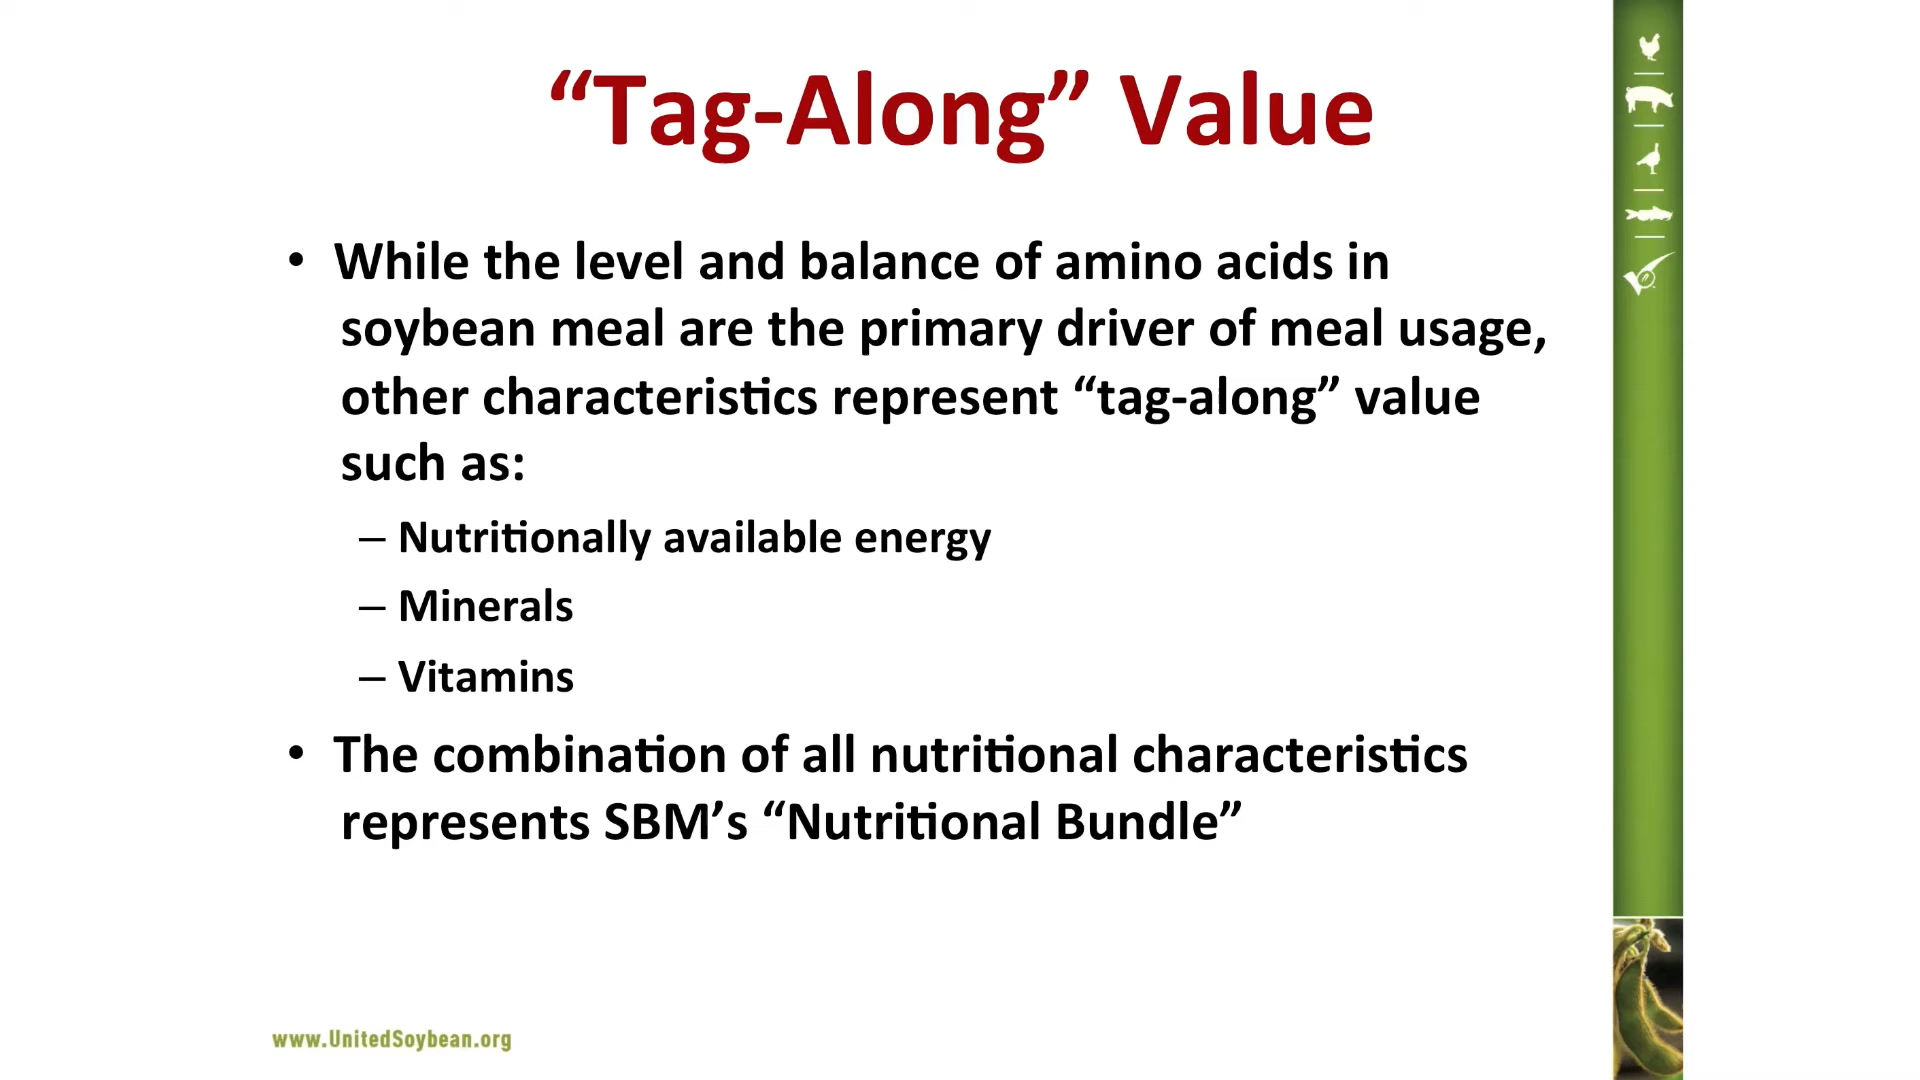 “Tag-Along” Value
• While the level and balance of amino acids in
soybean meal are the primary driver of meal usage,
other characteristics represent “tag-along” value
such as:
– Nutritionally available energy
– Minerals
– Vitamins
• The combination of all nutritional characteristics
represents SBM’s “Nutritional Bundle”
www.UnitedSoybean.org